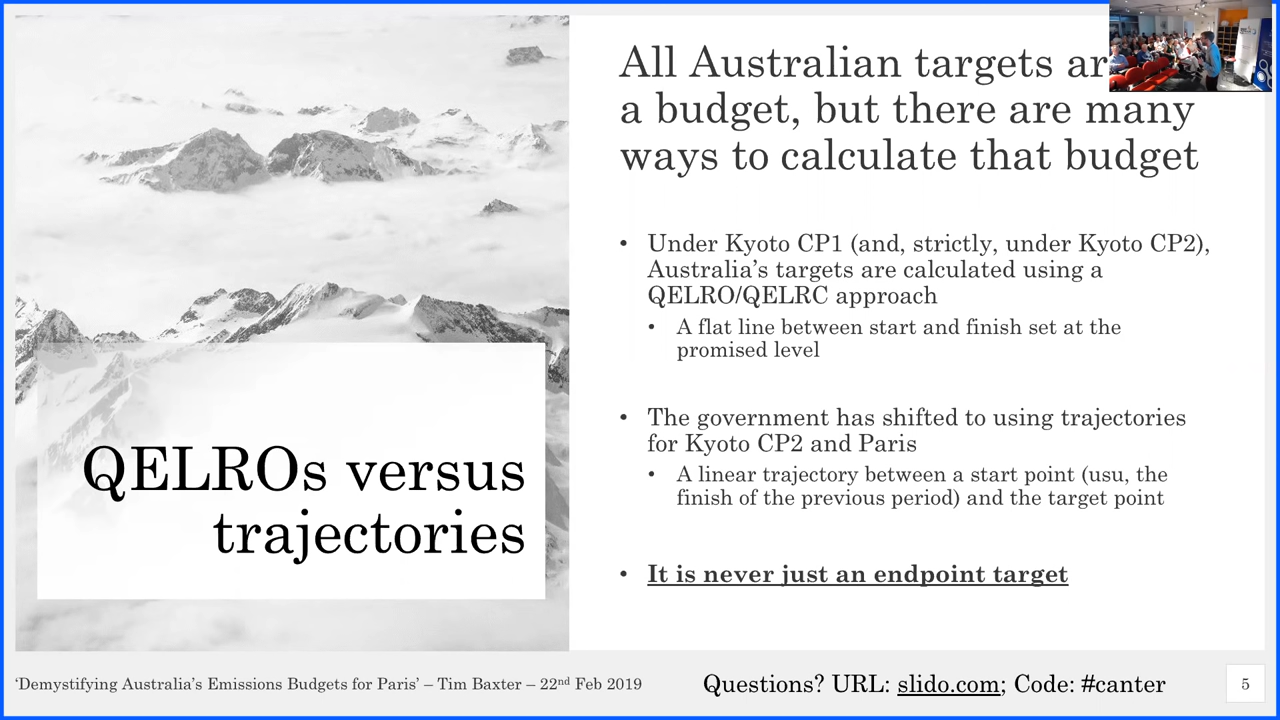 All Australian targets
a budget, but there are many
ways to calculate that budget
• Under Kyoto CP1 (and, strictly, under Kyoto CP2),
Australia’s targets are calculated using a
QELRO/QELRC approach
• A flat line between start and finish set at the
promised level
• The government has shifted to using trajectories
for Kyoto CP2 and Paris
• A linear trajectory between a start point (usu, the
finish of the previous period) and the target point
• It is never just an endpoint target
QELROs versus
trajectories
‘Demystifying Australia’s Emissions Budgets for Paris’ – Tim Baxter – 22nd Feb 2019
Questions? URL: slido.com; Code: #canter
5